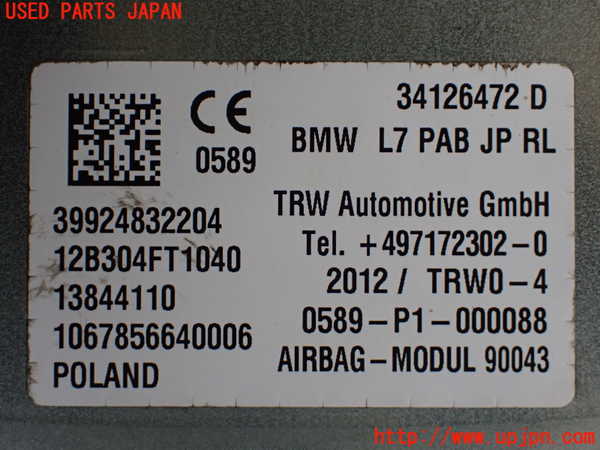 USED PARTS JAPAN
34126472 D
CE
0589
BMW L7 PAB JP RL
39924832204
12B304FT1040
13844110
1067856640006
POLAND
TRW Automotive GmbH
Tel. +497172302-0
2012/ TRW0-4
0589-P1-000088
AIRBAG-MODUL 90043
http://www.upjpn.com/